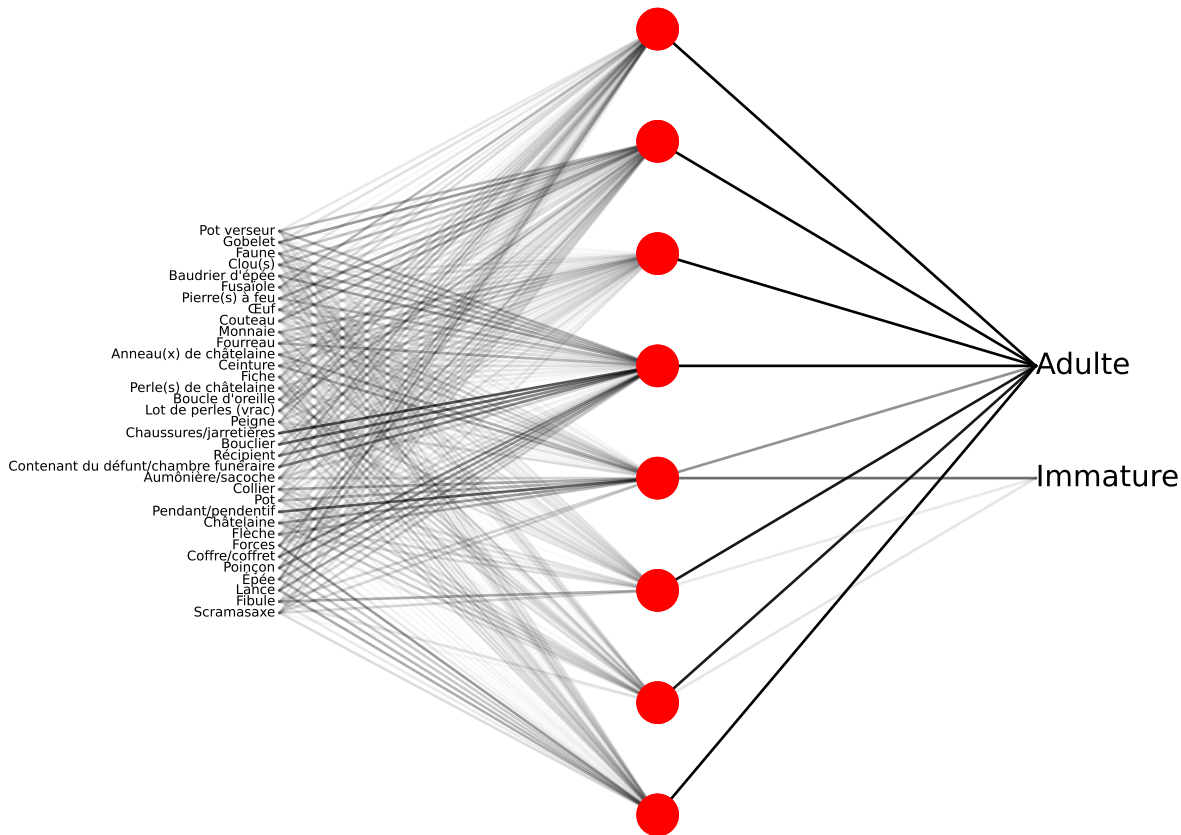 Pot verseur
Gobelet
Faune
Clou(s)
Baudrier d'épée
Fusaïole
Pierre(s) à feu
Œuf
Couteau
Monnaie
Fourreau
Anneau(x) de châtelaine
Ceinture
Fiche
Perle(s) de châtelaine
Boucle d'oreille
Lot de perles (vrac)
Peigne
Chaussures/jarretières
Bouclier
Récipient
Contenant du défunt/chambre funéraire
Aumônière/sacoche
Collier
Pot
Pendant/pendentif
Châtelaine
Flèche
Forces
Coffre/coffret
Poinçon
Épée
Lance
Fibule
Scramasaxe
Adulte
Immature